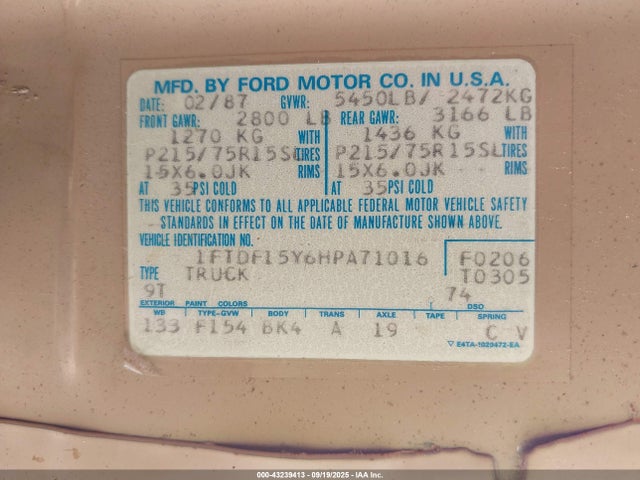 MFD. BY FORD MOTOR CO. IN U.S.A.
DATE: 02/87 GVWR: 5450LB/ 2472KG
FRONT GAWR: 2800 LB REAR GAWR: 3166 LB
1270 KG WITH 1436 KG WITH
P215/75R15SL TIRES P215/75R15SL TIRES
15X6.0JK RIMS 15X6.0JK RIMS
AT 35 PSI COLD AT 35 PSI COLD
THIS VEHICLE CONFORMS TO ALL APPLICABLE FEDERAL MOTOR VEHICLE SAFETY
STANDARDS IN EFFECT ON THE DATE OF MANUFACTURE SHOWN ABOVE.
VEHICLE IDENTIFICATION NO.
1FTDF15Y6HPA71016 F0206
TYPE TRUCK T0305
9T 74
EXTERIOR PAINT COLORS DSO
WB TYPE-GVW BODY TRANS AXLE TAPE SPRING
133 F154 BK4 A 19 C V
▽ E4TA-1520472-EA
000-43239413 - 09/19/2025 - IAA Inc.